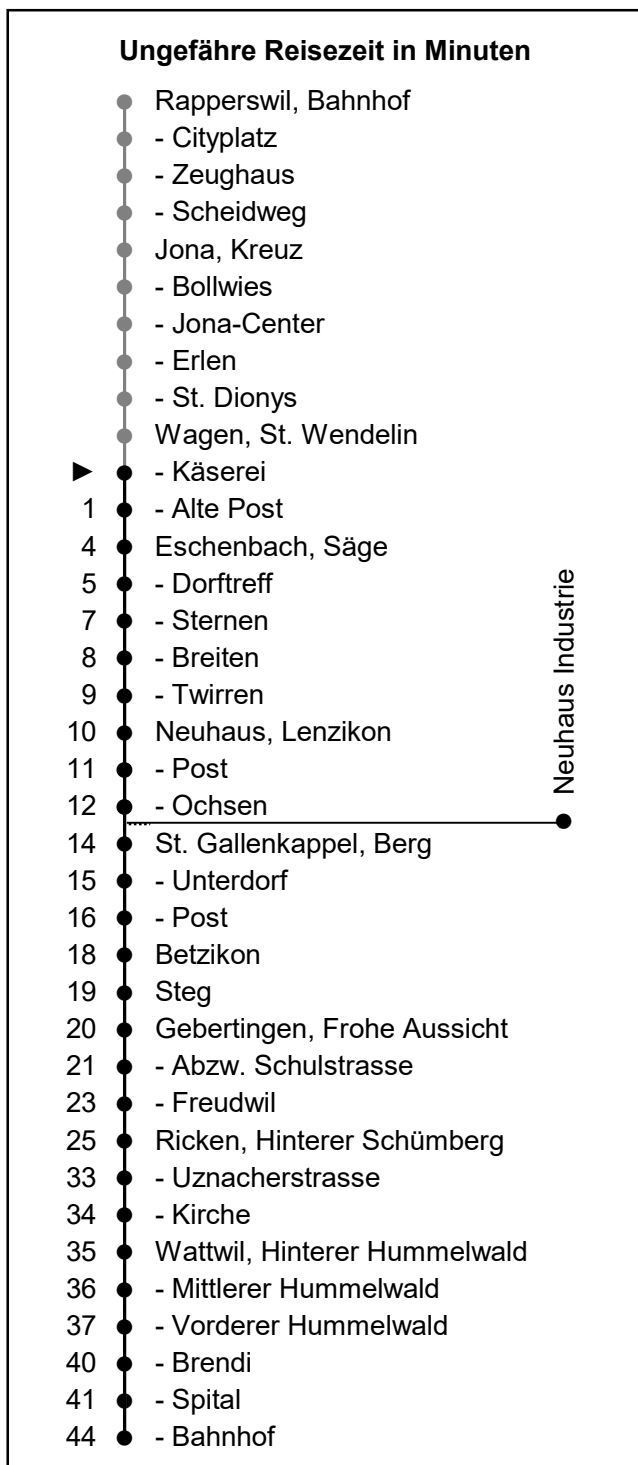 Ungefähre Reisezeit in Minuten
Rapperswil, Bahnhof
- Cityplatz
- Zeughaus
- Scheidweg
Jona, Kreuz
- Bollwies
- Jona-Center
- Erlen
- St. Dionys
Wagen, St. Wendelin
- Käserei
1 - Alte Post
4 Eschenbach, Säge
5 - Dorftreff
7 - Sternen
8 - Breiten
9 - Twirren
10 Neuhaus, Lenzikon
11 - Post
12 - Ochsen
Neuhaus Industrie
14 St. Gallenkappel, Berg
15 - Unterdorf
16 - Post
18 Betzikon
19 Steg
20 Gebertingen, Frohe Aussicht
21 - Abzw. Schulstrasse
23 - Freudwil
25 Ricken, Hinterer Schümberg
33 - Uznacherstrasse
34 - Kirche
35 Wattwil, Hinterer Hummelwald
36 - Mittlerer Hummelwald
37 - Vorderer Hummelwald
40 - Brendi
41 - Spital
44 - Bahnhof